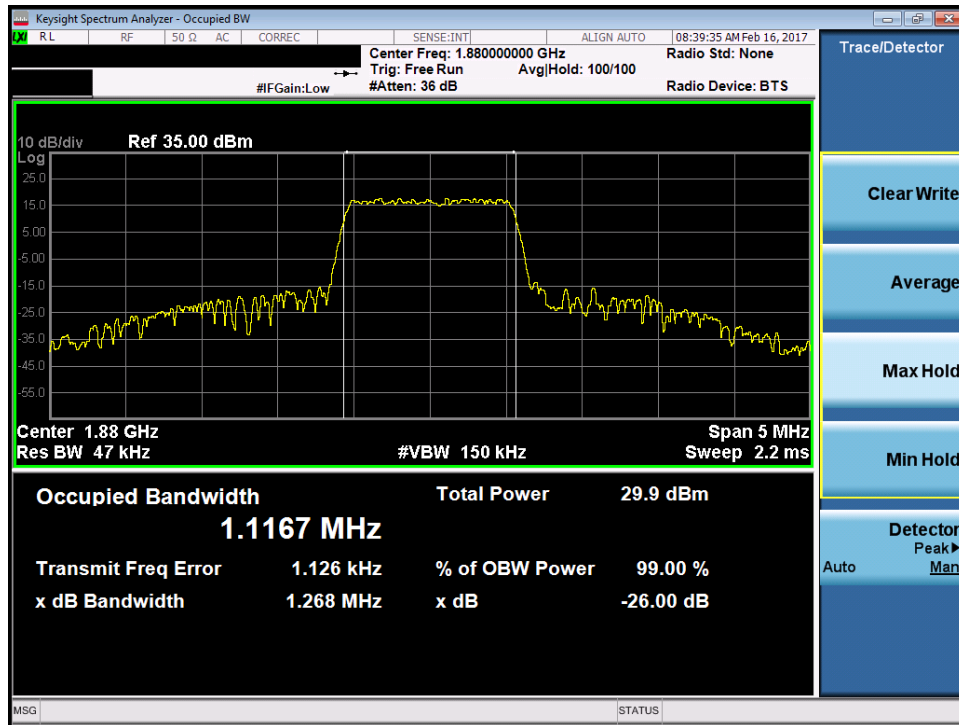 Keysight Spectrum Analyzer - Occupied BW
LXI RL RF 50 Ω AC CORREC SENSE:INT ALIGN AUTO 08:39:35 AM Feb 16, 2017
Center Freq: 1.880000000 GHz Radio Std: None
Trig: Free Run Avg|Hold: 100/100
#IFGain:Low #Atten: 36 dB Radio Device: BTS
10 dB/div Ref 35.00 dBm
Log
25.0
15.0
5.00
-5.00
-15.0
-25.0
-45.0
-55.0
Center 1.88 GHz Span 5 MHz
Res BW 47 kHz #VBW 150 kHz Sweep 2.2 ms
Occupied Bandwidth Total Power 29.9 dBm
1.1167 MHz
Transmit Freq Error 1.126 kHz % of OBW Power 99.00 %
x dB Bandwidth 1.268 MHz x dB -26.00 dB
MSG STATUS
Trace/Detector
Clear Write
Average
Max Hold
Min Hold
Detector
Peak▶
Auto Man